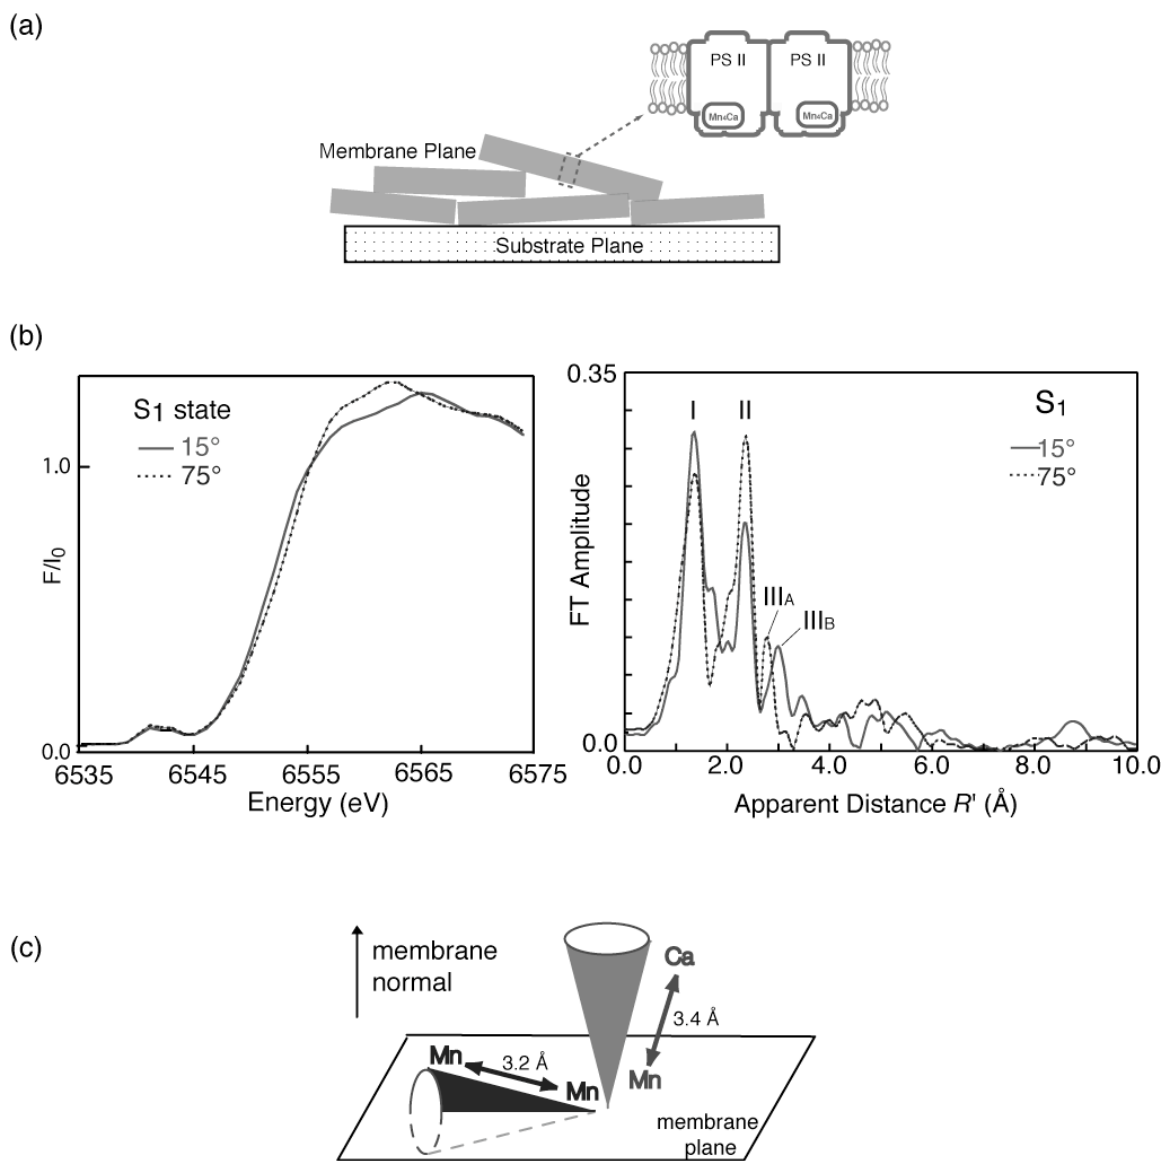 (a)
PS II
PS II
Mn₄Ca
Mn₄Ca
Membrane Plane
Substrate Plane
(b)
S₁ state
15°
75°
1.0
0.0
F/I₀
6535
6545
6555
6565
6575
Energy (eV)
0.35
I
II
S₁
15°
75°
IIIA
IIIB
FT Amplitude
0.0
0.0
2.0
4.0
6.0
8.0
10.0
Apparent Distance R' (Å)
(c)
membrane
normal
Ca
3.4 Å
Mn
Mn
3.2 Å
Mn
membrane
plane